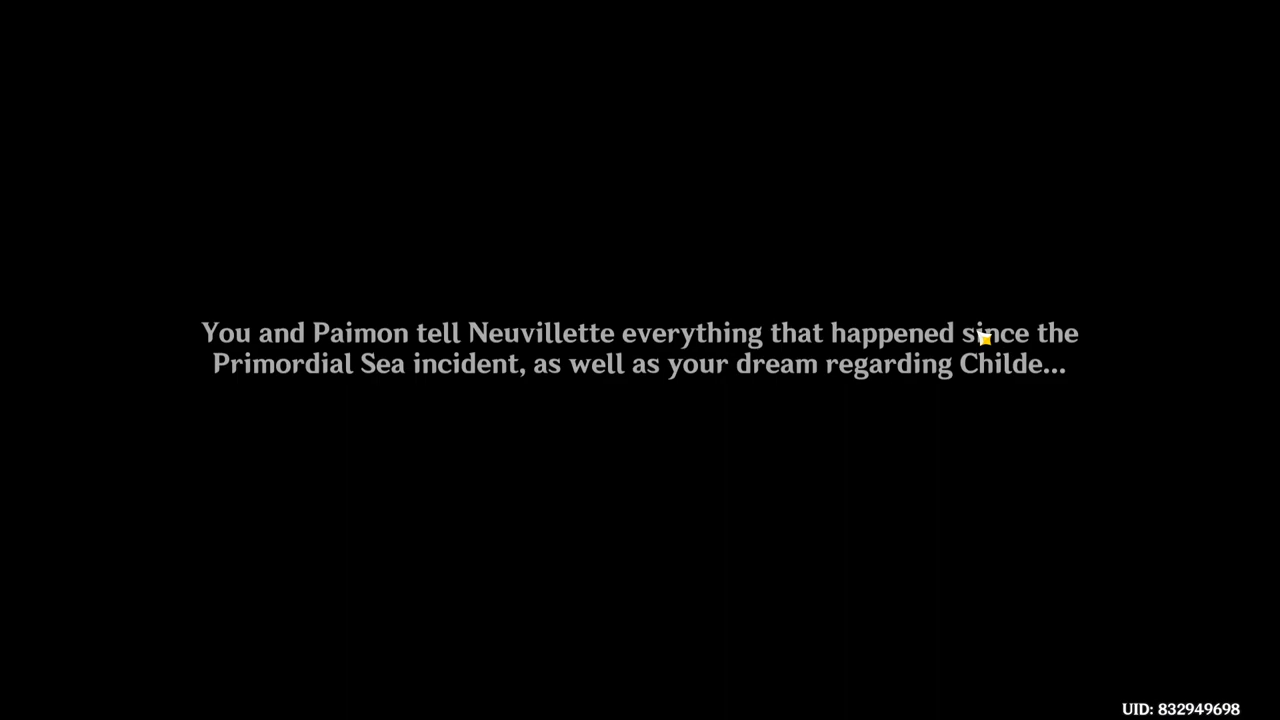 You and Paimon tell Neuvillette everything that happened since the
Primordial Sea incident, as well as your dream regarding Childe...
UID: 832949698